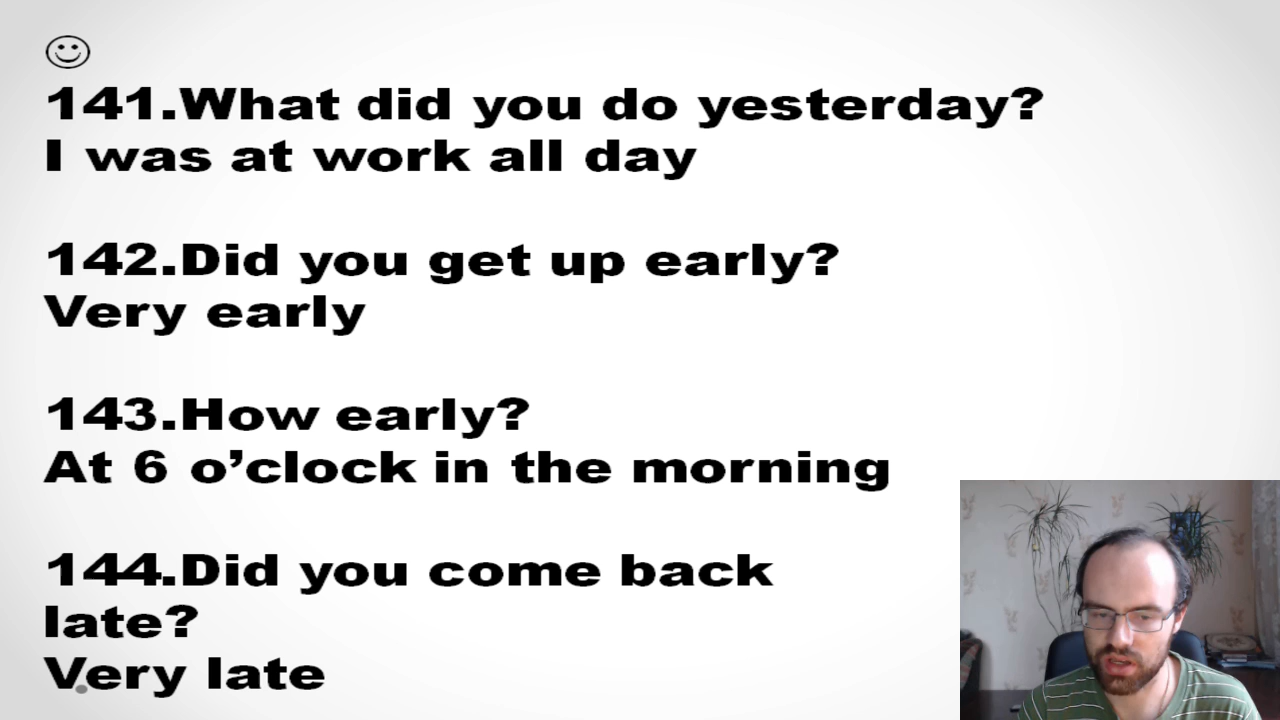 141.What did you do yesterday?
I was at work all day
142.Did you get up early?
Very early
143.How early?
At 6 o’clock in the morning
144.Did you come back
late?
Very late